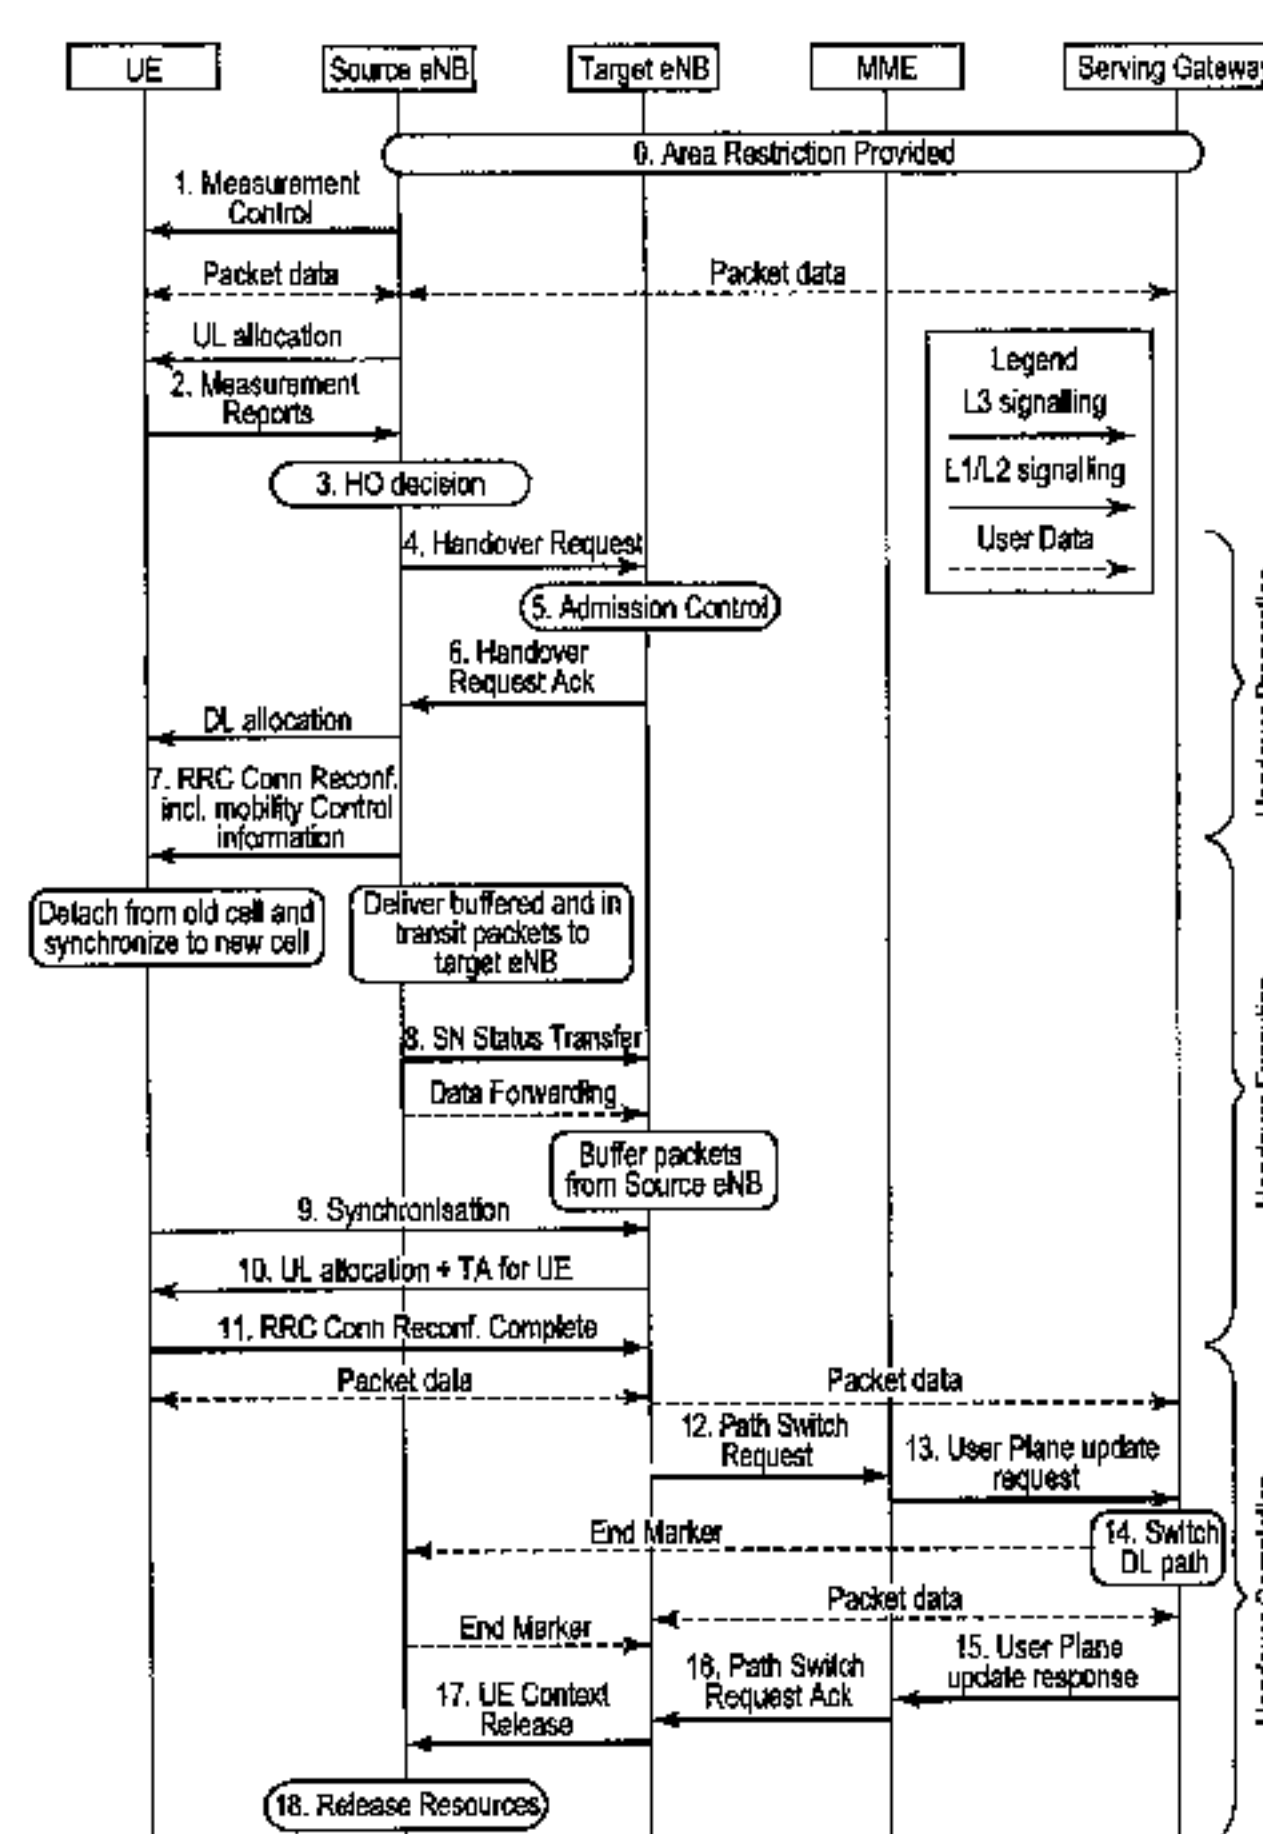 UE
Source eNB
Target eNB
MME
Serving Gateway
0. Area Restriction Provided
1. Measurement
Control
Packet data
Packet data
UL allocation
2. Measurement
Reports
Legend
L3 signalling
L1/L2 signalling
User Data
3. HO decision
4. Handover Request
5. Admission Control
6. Handover
Request Ack
DL allocation
7. RRC Conn Reconf.
incl. mobility Control
information
Detach from old cell and
synchronize to new cell
Deliver buffered and in
transit packets to
target eNB
8. SN Status Transfer
Data Forwarding
Buffer packets
from Source eNB
9. Synchronisation
10. UL allocation + TA for UE
11. RRC Conn Reconf. Complete
Packet data
Packet data
12. Path Switch
Request
13. User Plane update
request
End Marker
14. Switch
DL path
Packet data
End Marker
15. User Plane
update response
16. Path Switch
Request Ack
17. UE Context
Release
18. Release Resources